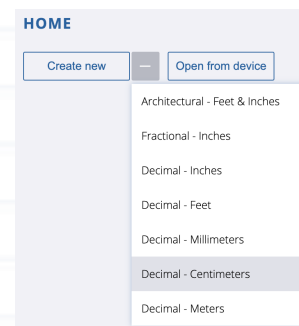 HOME
Create new
Open from device
Architectural - Feet & Inches
Fractional - Inches
Decimal - Inches
Decimal - Feet
Decimal - Millimeters
Decimal - Centimeters
Decimal - Meters